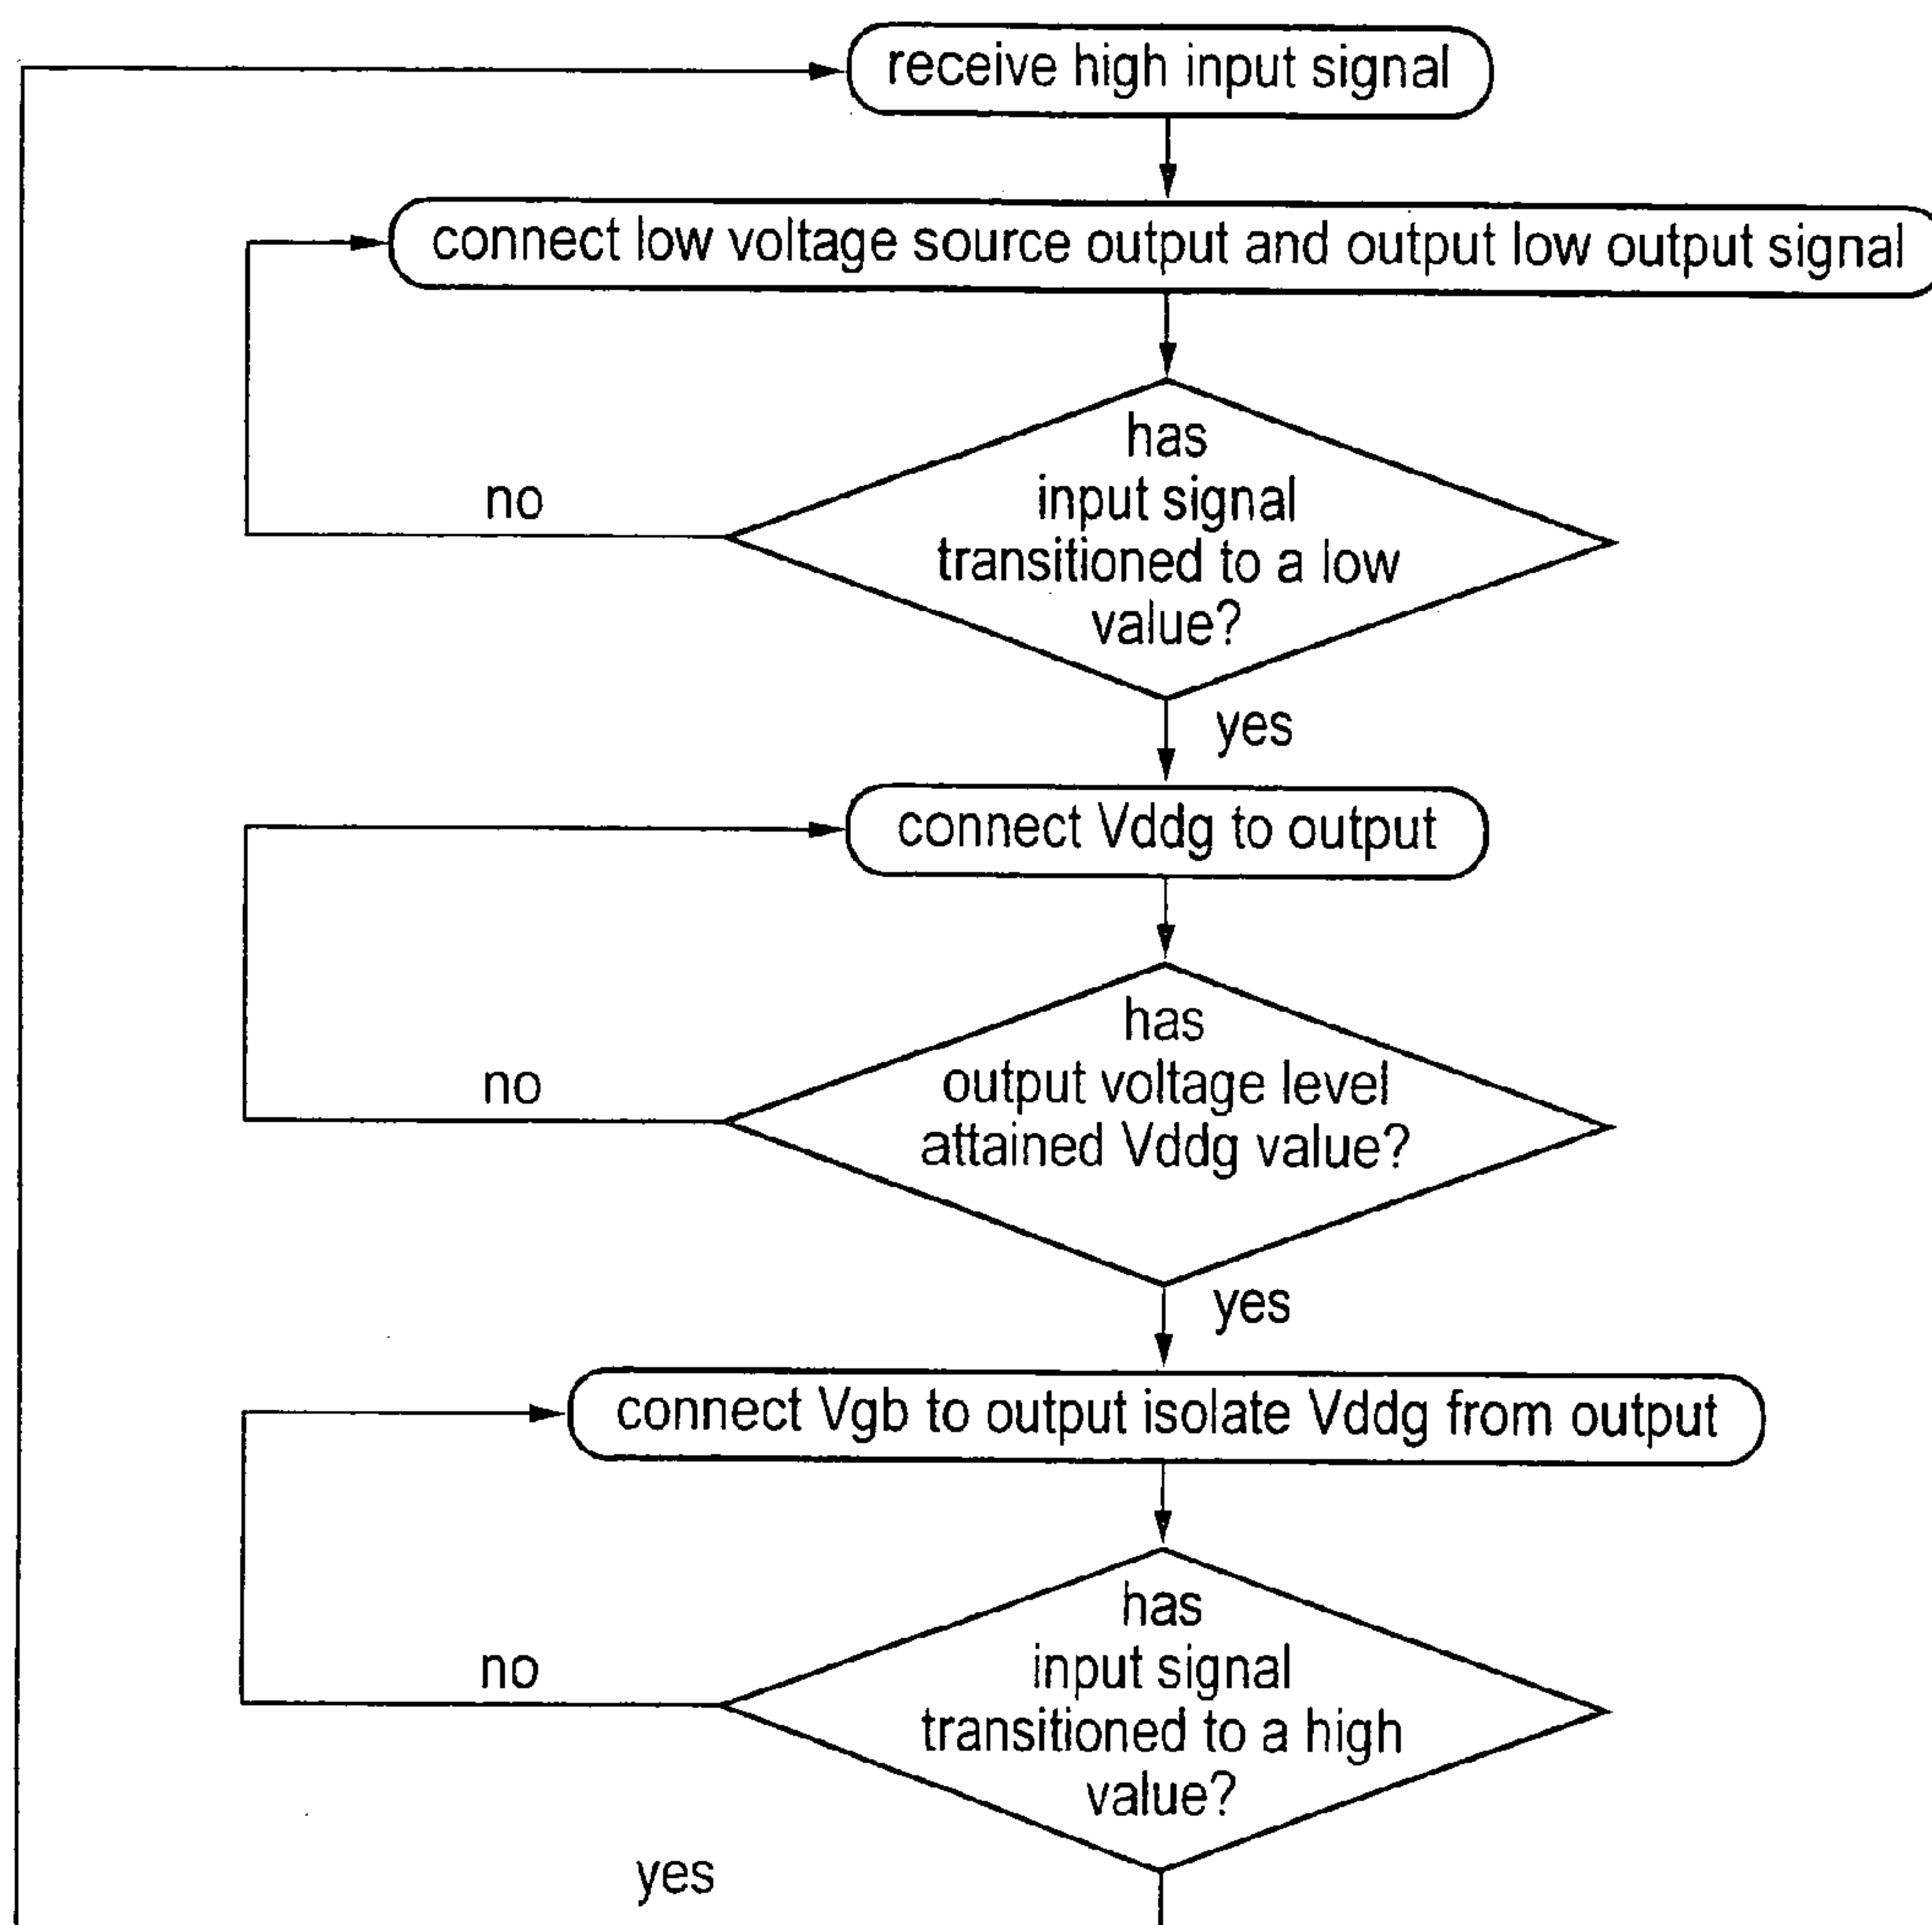 receive high input signal
connect low voltage source output and output low output signal
has
input signal
transitioned to a low
value?
no
yes
connect Vddg to output
has
output voltage level
attained Vddg value?
no
yes
connect Vgb to output isolate Vddg from output
has
input signal
transitioned to a high
value?
no
yes